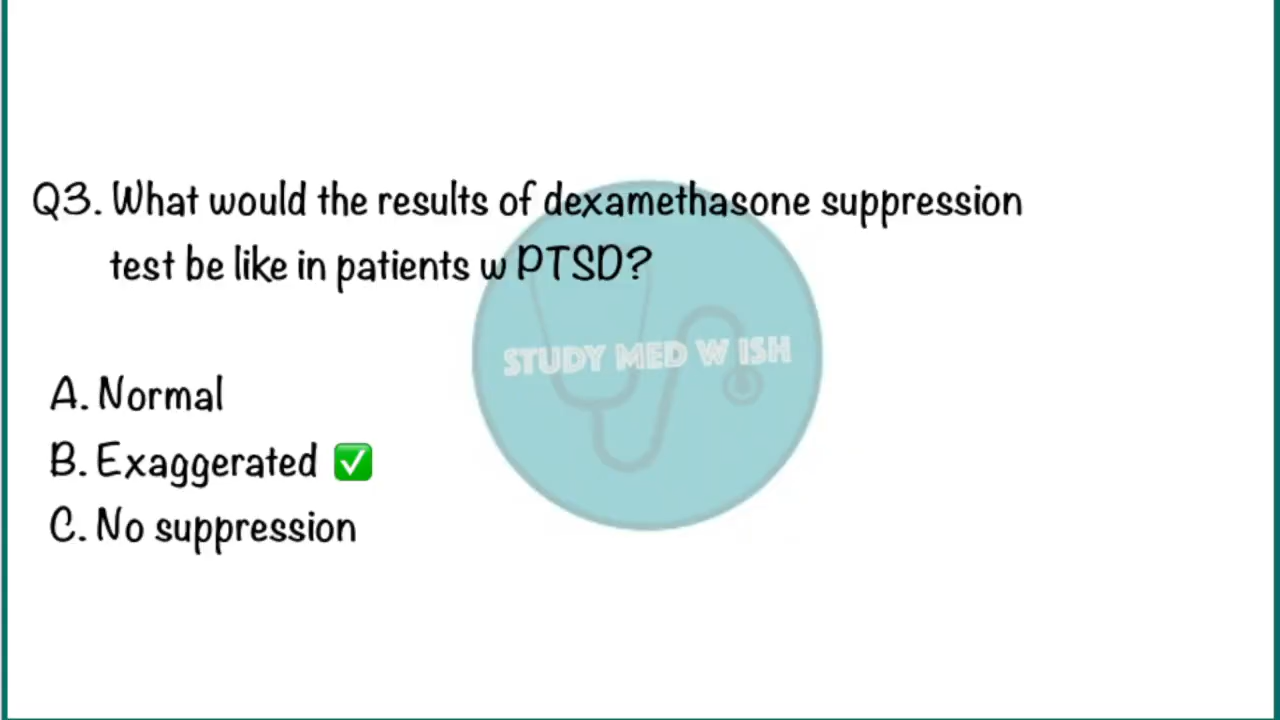 Q3. What would the results of dexamethasone suppression
test be like in patients w PTSD?
STUDY MED W ISH
A. Normal
B. Exaggerated ✅
C. No suppression